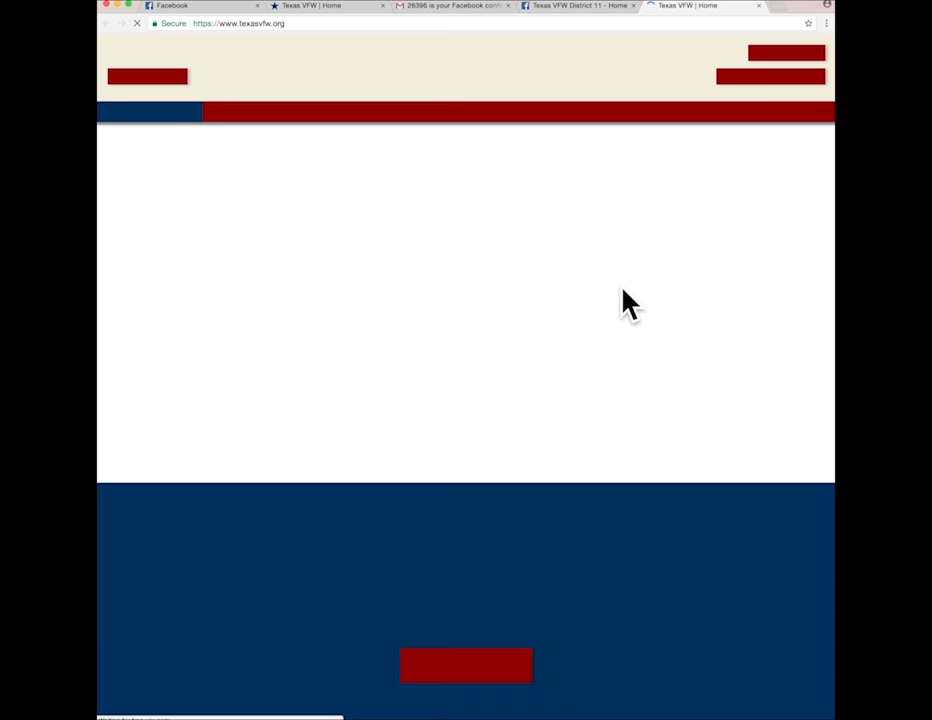 Facebook
Texas VFW | Home
26396 is your Facebook confi
Texas VFW District 11 - Home
Texas VFW | Home
Secure https://www.texasvfw.org